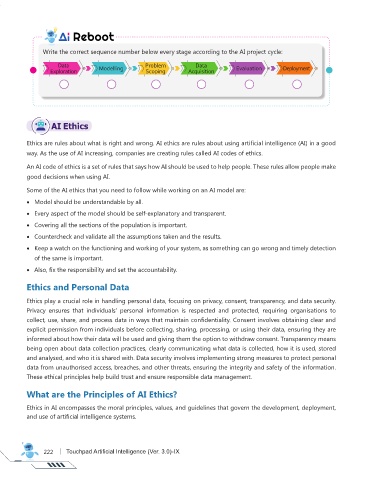 Ai Reboot
Write the correct sequence number below every stage according to the AI project cycle:
Data Exploration
Modelling
Problem Scoping
Data Acquisition
Evaluation
Deployment
AI Ethics
Ethics are rules about what is right and wrong. AI ethics are rules about using artificial intelligence (AI) in a good
way. As the use of AI increasing, companies are creating rules called AI codes of ethics.
An AI code of ethics is a set of rules that says how AI should be used to help people. These rules allow people make
good decisions when using AI.
Some of the AI ethics that you need to follow while working on an AI model are:
• Model should be understandable by all.
• Every aspect of the model should be self-explanatory and transparent.
• Covering all the sections of the population is important.
• Countercheck and validate all the assumptions taken and the results.
• Keep a watch on the functioning and working of your system, as something can go wrong and timely detection
of the same is important.
• Also, fix the responsibility and set the accountability.
Ethics and Personal Data
Ethics play a crucial role in handling personal data, focusing on privacy, consent, transparency, and data security.
Privacy ensures that individuals' personal information is respected and protected, requiring organisations to
collect, use, share, and process data in ways that maintain confidentiality. Consent involves obtaining clear and
explicit permission from individuals before collecting, sharing, processing, or using their data, ensuring they are
informed about how their data will be used and giving them the option to withdraw consent. Transparency means
being open about data collection practices, clearly communicating what data is collected, how it is used, stored
and analysed, and who it is shared with. Data security involves implementing strong measures to protect personal
data from unauthorised access, breaches, and other threats, ensuring the integrity and safety of the information.
These ethical principles help build trust and ensure responsible data management.
What are the Principles of AI Ethics?
Ethics in AI encompasses the moral principles, values, and guidelines that govern the development, deployment,
and use of artificial intelligence systems.
222 | Touchpad Artificial Intelligence (Ver. 3.0)-IX